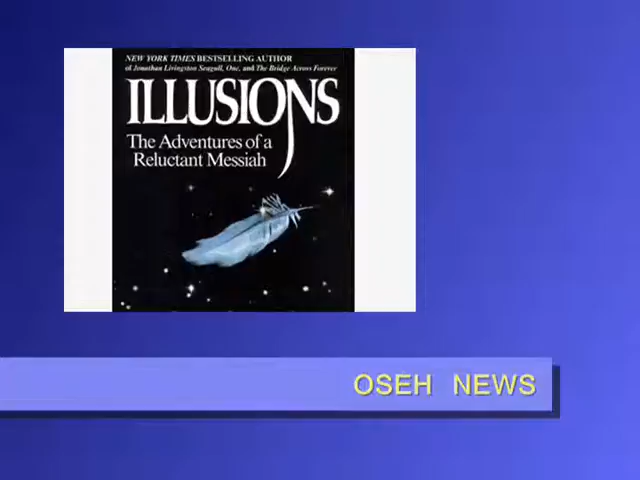 NEW YORK TIMES BESTSELLING AUTHOR
of Jonathan Livingston Seagull, One, and The Bridge Across Forever
ILLUSIONS
The Adventures of a
Reluctant Messiah
OSEH NEWS